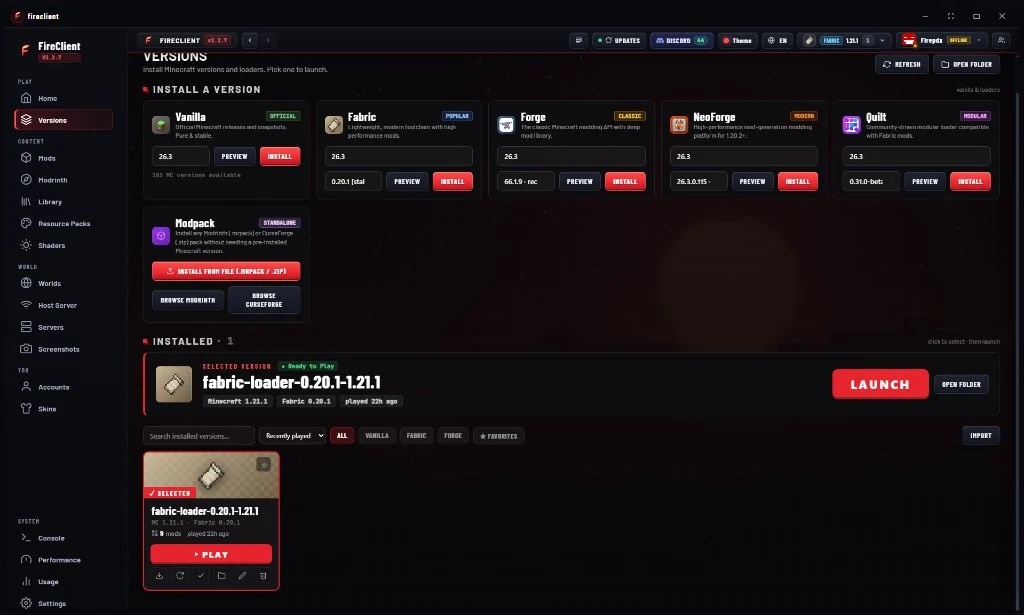 fireclient
FireClient
V2.2.7
FIRECLIENT V2.2.7
UPDATES
DISCORD 44
Theme
EN
FABRIC 1.21.1
Firepdx OFFLINE
PLAY
Home
Versions
CONTENT
Mods
Modrinth
Library
Resource Packs
Shaders
WORLD
Worlds
Host Server
Servers
Screenshots
YOU
Accounts
Skins
SYSTEM
Console
Performance
Usage
Settings
VERSIONS
Install Minecraft versions and loaders. Pick one to launch.
REFRESH
OPEN FOLDER
INSTALL A VERSION
vanilla & loaders
Vanilla
OFFICIAL
Official Minecraft releases and snapshots.
Pure & stable.
26.3
PREVIEW
INSTALL
103 MC versions available
Fabric
POPULAR
Lightweight, modern toolchain with high
performance mods.
26.3
0.20.1 (stal
PREVIEW
INSTALL
Forge
CLASSIC
The classic Minecraft modding API with deep
mod library.
26.3
66.1.9 · rec
PREVIEW
INSTALL
NeoForge
MODERN
High-performance next-generation modding
platform for 1.20.2+.
26.3
26.3.0.115 ·
PREVIEW
INSTALL
Quilt
MODULAR
Community-driven modular loader compatible
with Fabric mods.
26.3
0.31.0-beta
PREVIEW
INSTALL
Modpack
STANDALONE
Install any Modrinth (.mrpack) or CurseForge
(.zip) pack without needing a pre-installed
Minecraft version.
INSTALL FROM FILE (.MRPACK / .ZIP)
BROWSE MODRINTH
BROWSE
CURSEFORGE
INSTALLED · 1
click to select · then launch
SELECTED VERSION
Ready to Play
fabric-loader-0.20.1-1.21.1
Minecraft 1.21.1
Fabric 0.20.1
played 22h ago
LAUNCH
OPEN FOLDER
Search installed versions...
Recently played
ALL
VANILLA
FABRIC
FORGE
★ FAVORITES
IMPORT
✓ SELECTED
fabric-loader-0.20.1-1.21.1
MC 1.21.1 · Fabric 0.20.1
9 mods · played 22h ago
PLAY